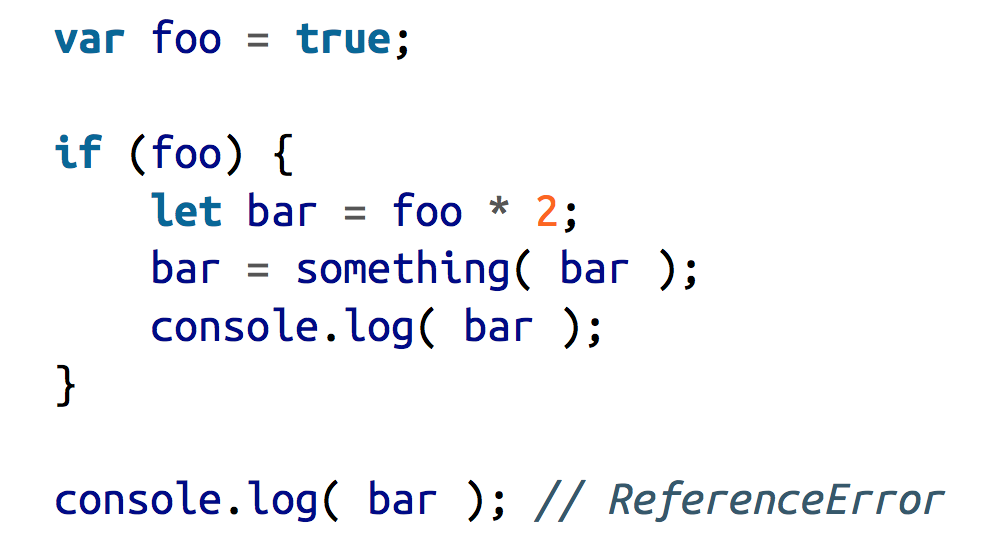 var foo = true;
if (foo) {
    let bar = foo * 2;
    bar = something( bar );
    console.log( bar );
}
console.log( bar ); // ReferenceError